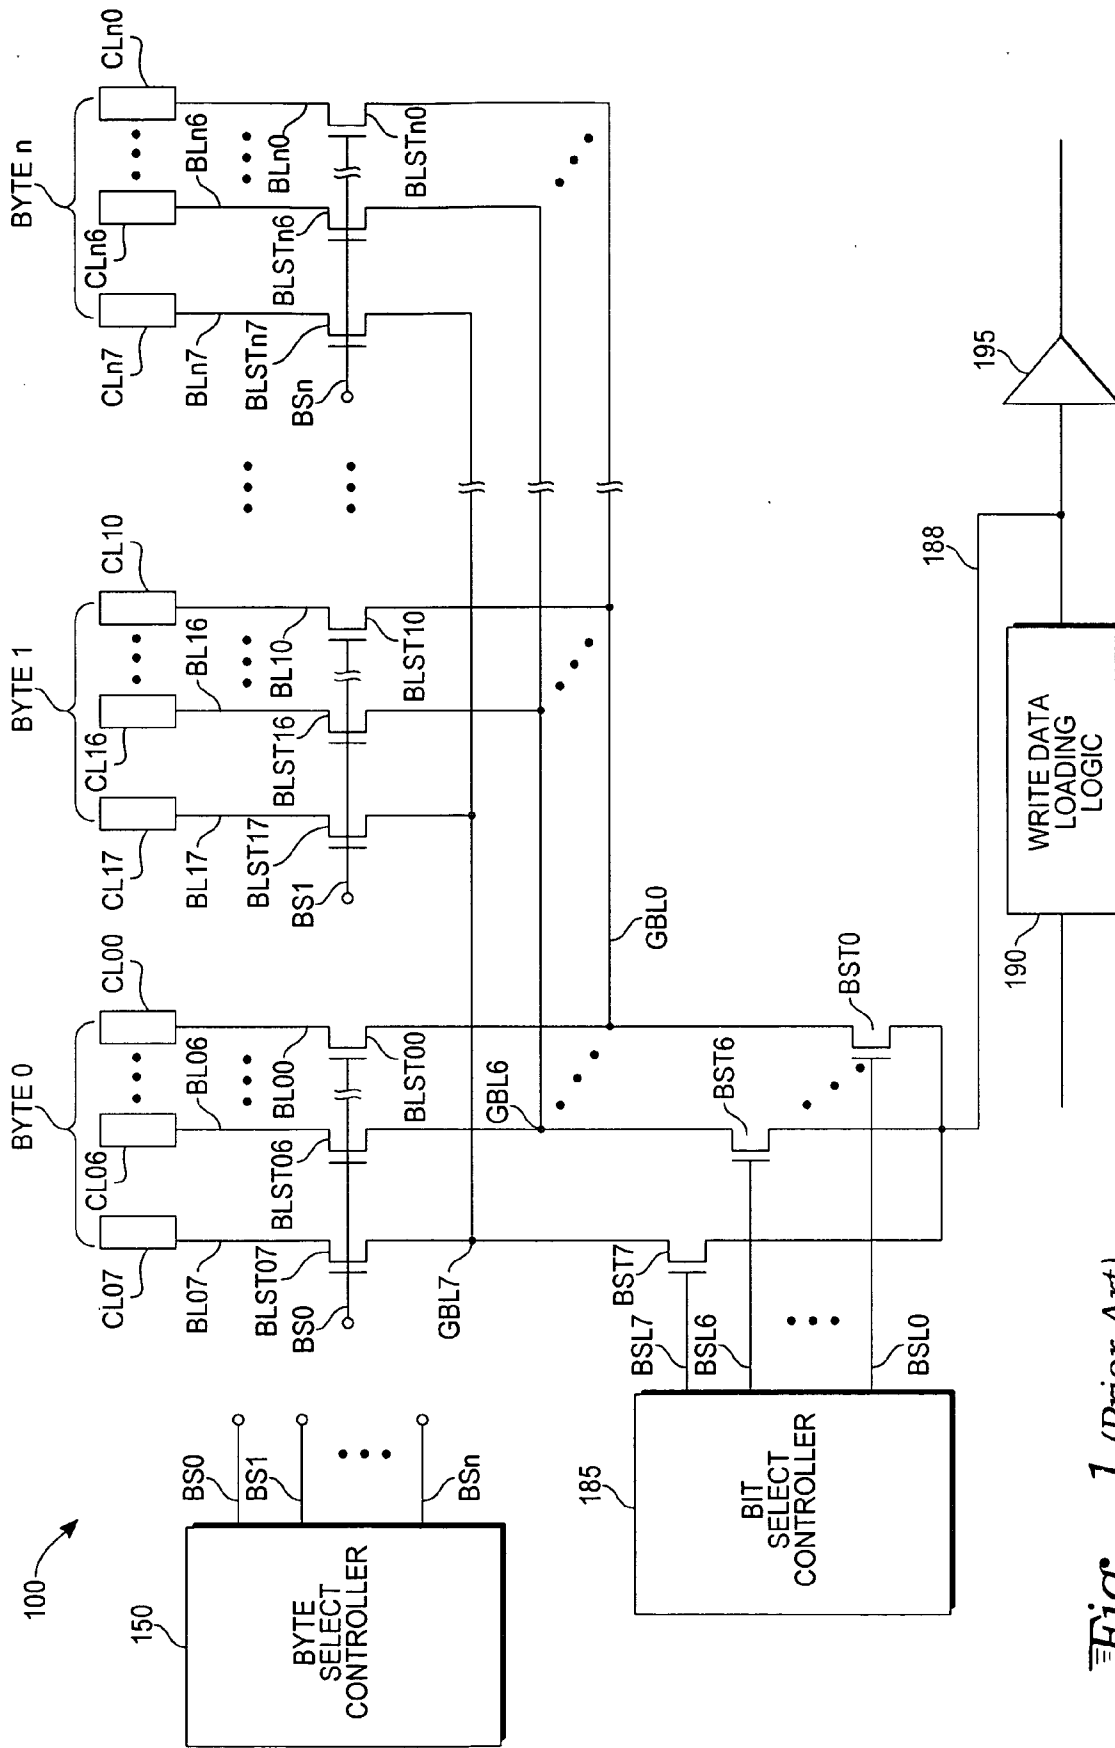 100
BYTE 0
BYTE 1
BYTE n
CL07
CL06
CL00
CL17
CL16
CL10
CLn7
CLn6
CLn0
BL07
BL06
BL00
BL17
BL16
BL10
BLn7
BLn6
BLn0
BLST07
BLST06
BLST00
BLST17
BLST16
BLST10
BLSTn7
BLSTn6
BLSTn0
BS0
BS1
BSn
150
BYTE
SELECT
CONTROLLER
BS0
BS1
BSn
GBL7
GBL6
GBL0
185
BIT
SELECT
CONTROLLER
BSL7
BSL6
BSL0
BST7
BST6
BST0
188
190
WRITE DATA
LOADING
LOGIC
195
Fig. 1 (Prior Art)